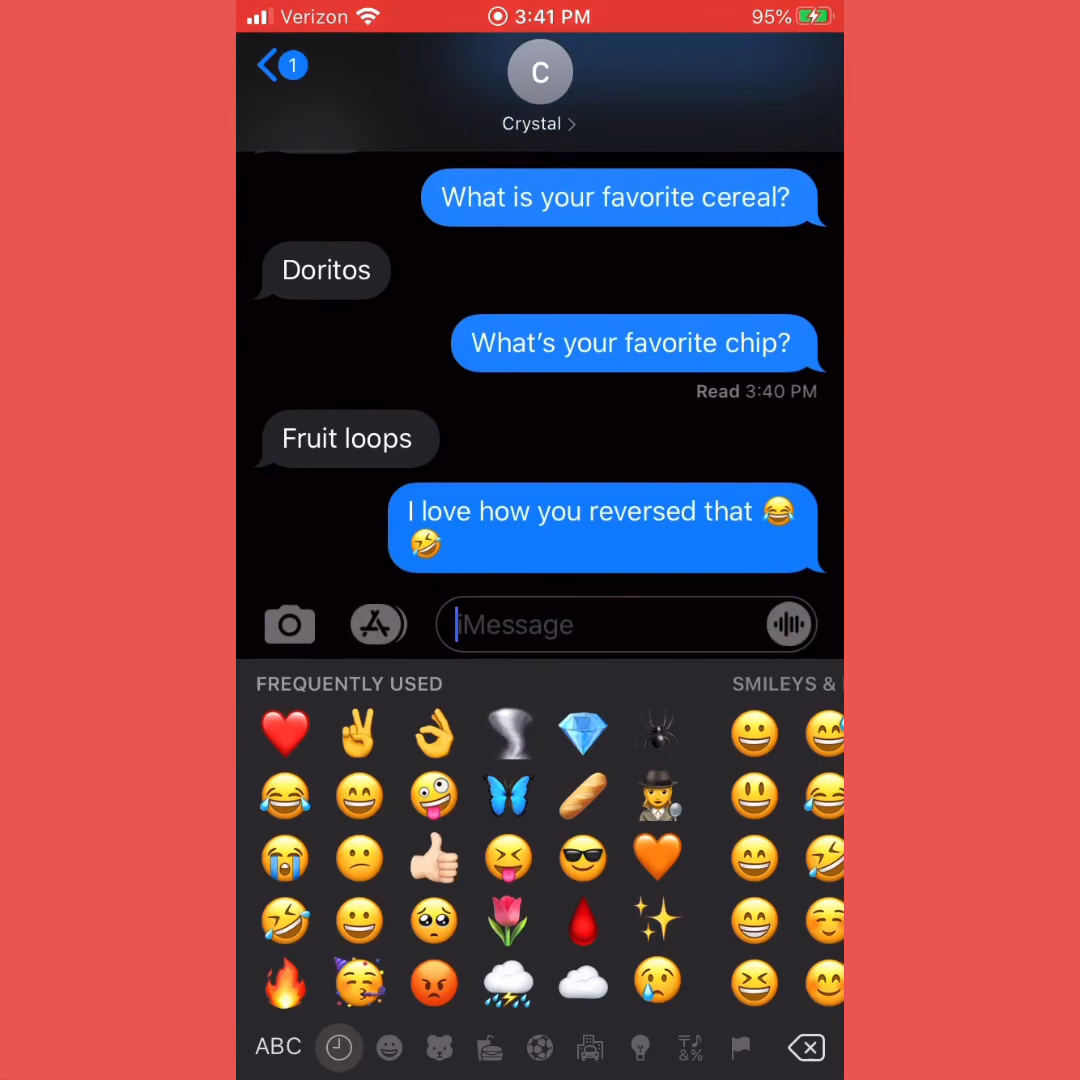 Verizon 3:41 PM 95%
1
C
Crystal
What is your favorite cereal?
Doritos
What’s your favorite chip?
Read 3:40 PM
Fruit loops
I love how you reversed that 😂
🤣
iMessage
FREQUENTLY USED SMILEYS &
ABC